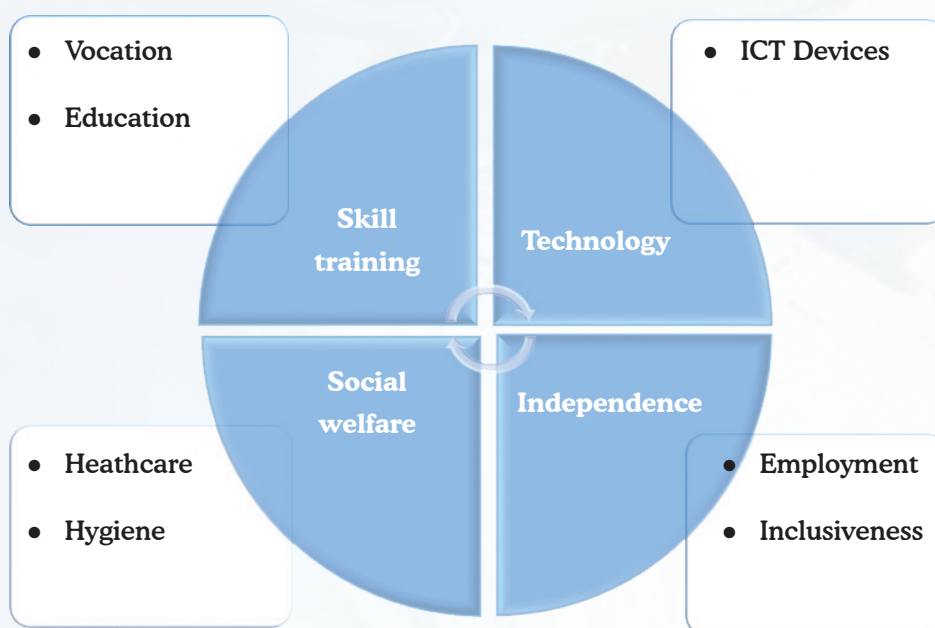 ● Vocation
● Education
● ICT Devices
Skill
training
Technology
Social
welfare
Independence
● Heathcare
● Hygiene
● Employment
● Inclusiveness